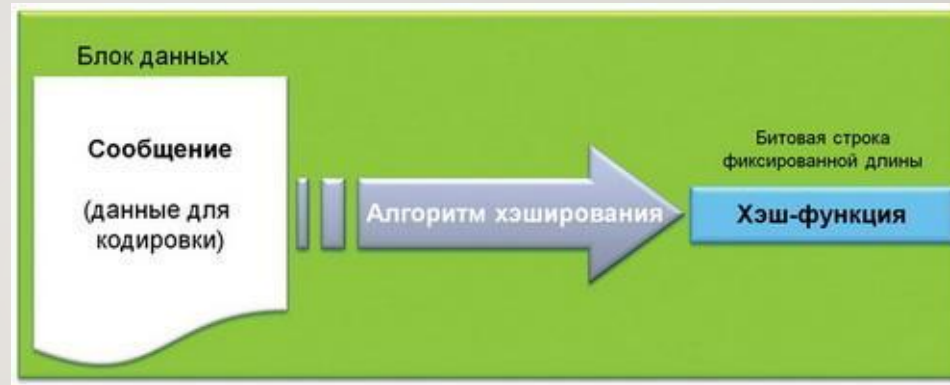 Блок данных
Сообщение
(данные для
кодировки)
Алгоритм хэширования
Битовая строка
фиксированной длины
Хэш-функция